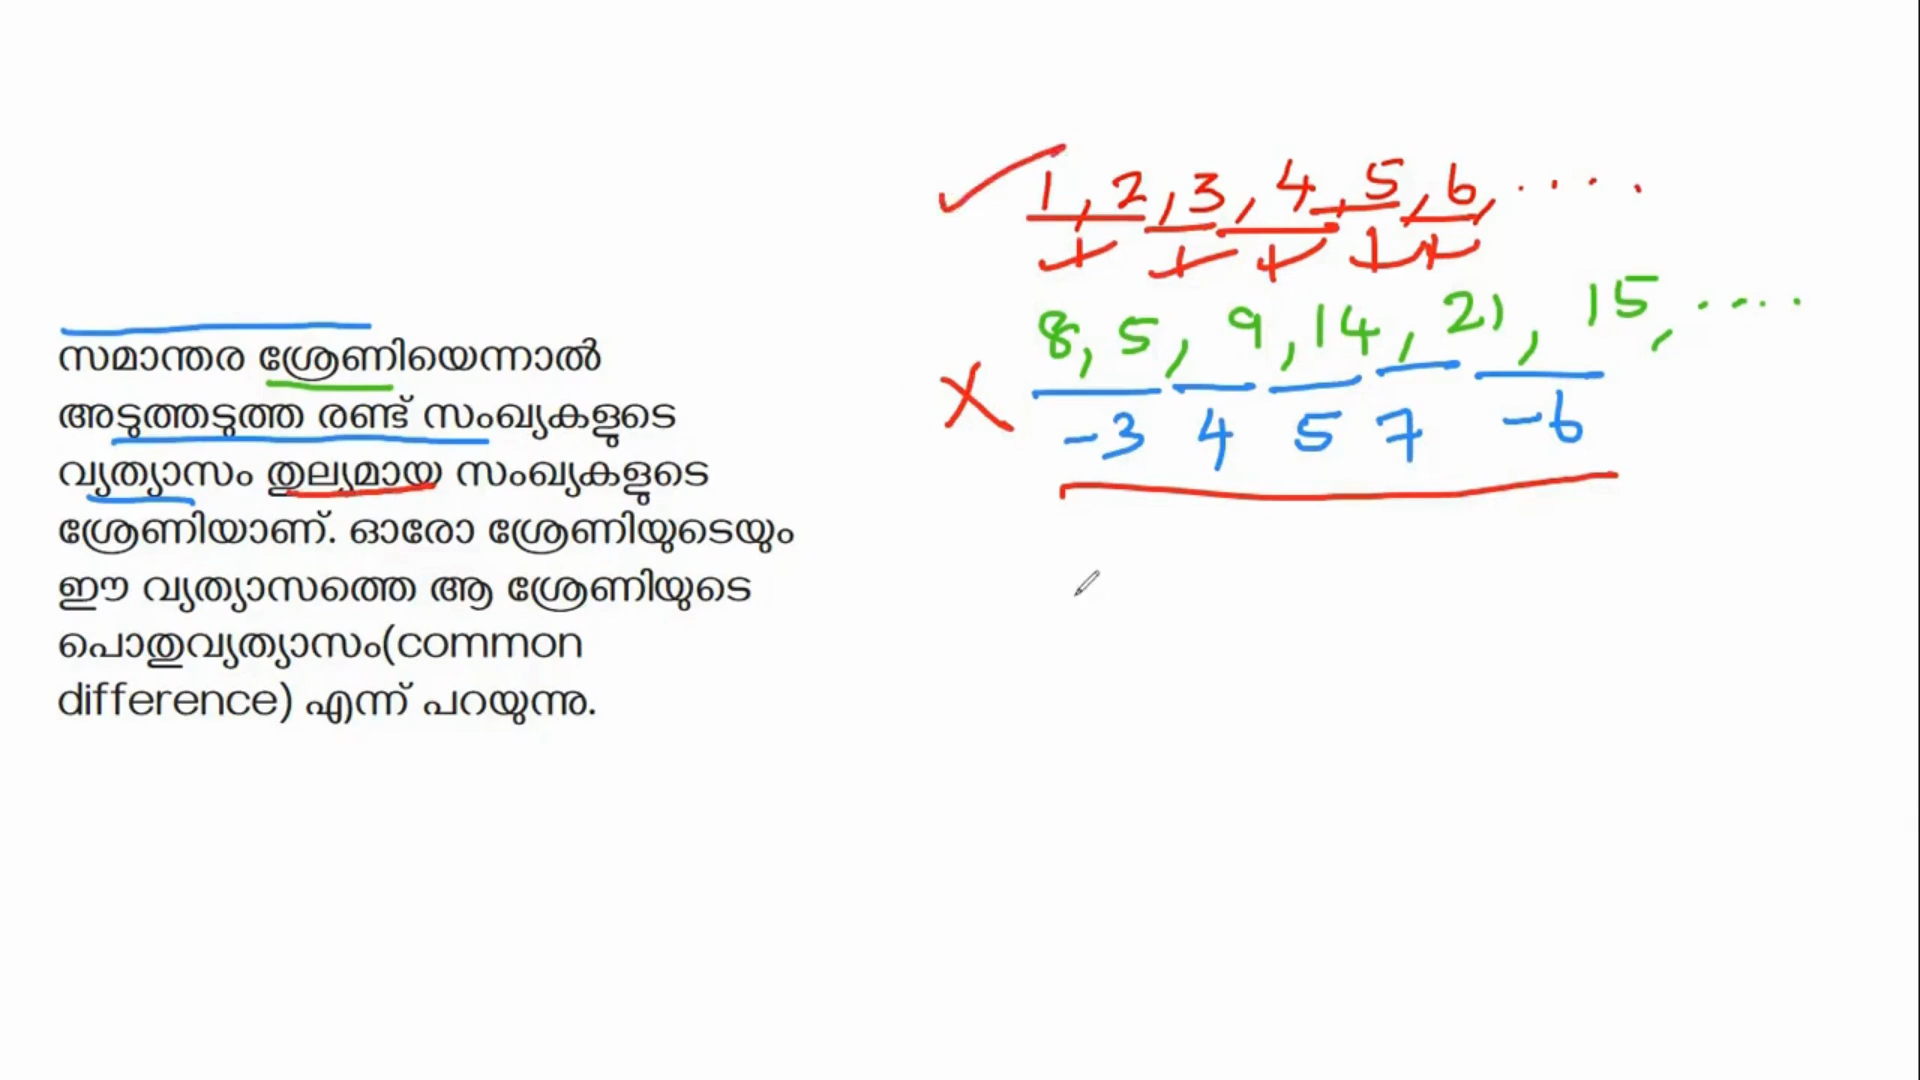 സമാന്തര ശ്രേണിയെന്നാൽ
അടുത്തടുത്ത രണ്ട് സംഖ്യകളുടെ
വ്യത്യാസം തുല്യമായ സംഖ്യകളുടെ
ശ്രേണിയാണ്. ഓരോ ശ്രേണിയുടെയും
ഈ വ്യത്യാസത്തെ ആ ശ്രേണിയുടെ
പൊതുവ്യത്യാസം(common
difference) എന്ന് പറയുന്നു.
1, 2, 3, 4, 5, 6, ....
1 1 1 1 1
8, 5, 9, 14, 21, 15, ....
-3 4 5 7 -6